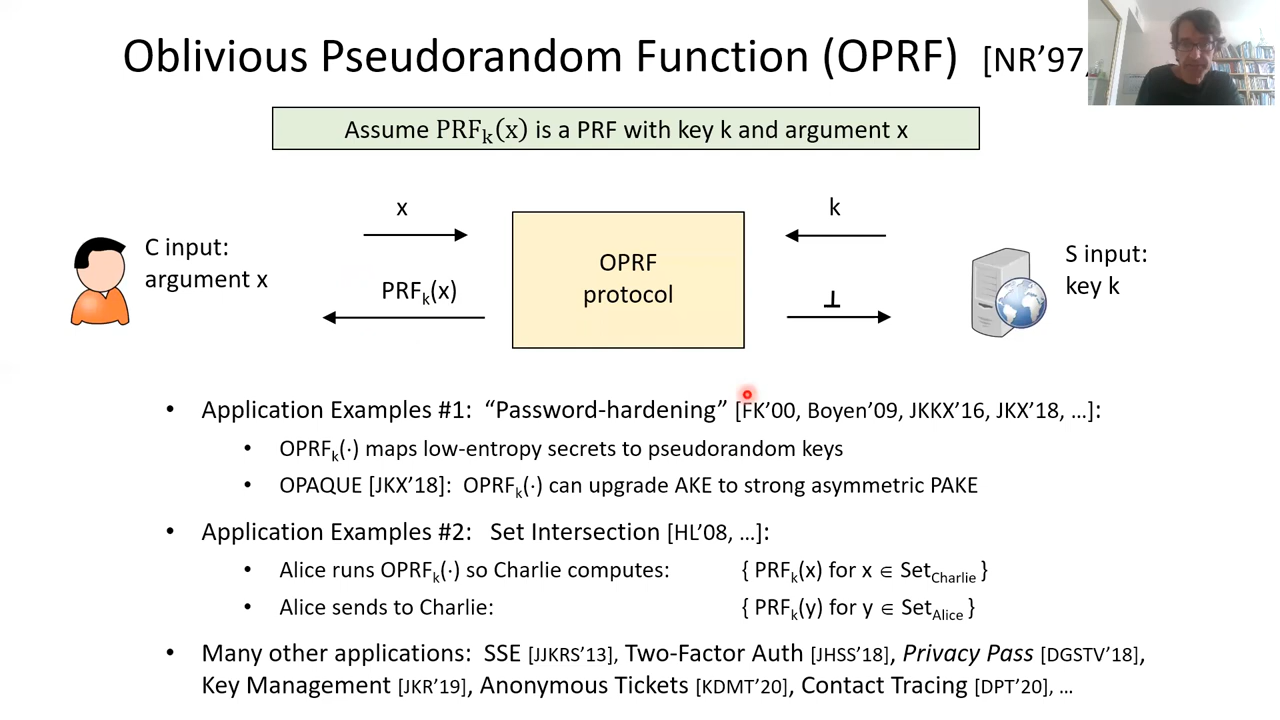 Oblivious Pseudorandom Function (OPRF) [NR’97,
Assume PRFₖ(x) is a PRF with key k and argument x
x
k
C input:
argument x
OPRF
protocol
S input:
key k
PRFₖ(x)
⊥
• Application Examples #1: “Password-hardening” [FK’00, Boyen’09, JKKX’16, JKX’18, …]:
• OPRFₖ(·) maps low-entropy secrets to pseudorandom keys
• OPAQUE [JKX’18]: OPRFₖ(·) can upgrade AKE to strong asymmetric PAKE
• Application Examples #2: Set Intersection [HL’08, …]:
• Alice runs OPRFₖ(·) so Charlie computes: { PRFₖ(x) for x ∈ Set_Charlie }
• Alice sends to Charlie: { PRFₖ(y) for y ∈ Set_Alice }
• Many other applications: SSE [JJKRS’13], Two-Factor Auth [JHSS’18], Privacy Pass [DGSTV’18],
Key Management [JKR’19], Anonymous Tickets [KDMT’20], Contact Tracing [DPT’20], …